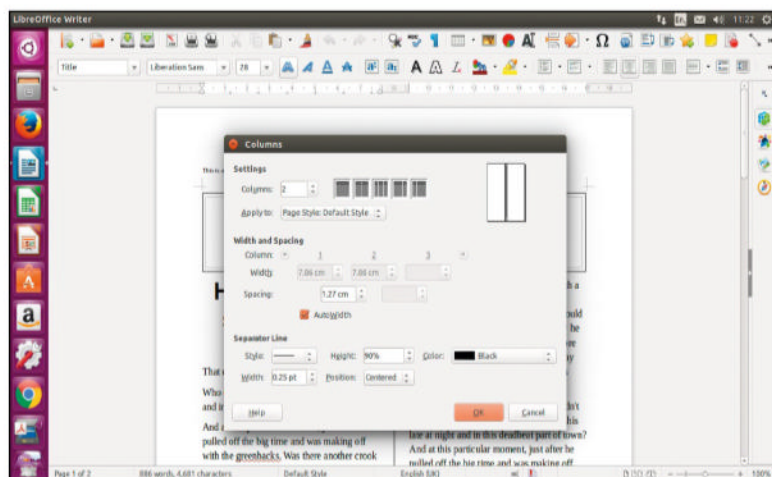 LibreOffice Writer
En
11:22
Title
Liberation Sans
28
Columns
Settings
Columns: 2
Apply to: Page Style: Default Style
Width and Spacing
Column: 1 2 3
Width: 7.86 cm 7.86 cm
Spacing: 1.27 cm
AutoWidth
Separator Line
Style: Height: 90% Color: Black
Width: 0.25 pt Position: Centered
Help OK Cancel
This is
H
That
Who
and in
And a
pulled off the big time and was making off
with the greenbacks. Was there another crook
late at night and in this deadbeat part of town?
And at this particular moment, just after he
pulled off the big time and was making off
Page 1 of 2 886 words, 4,681 characters Default Style English (UK) 100%